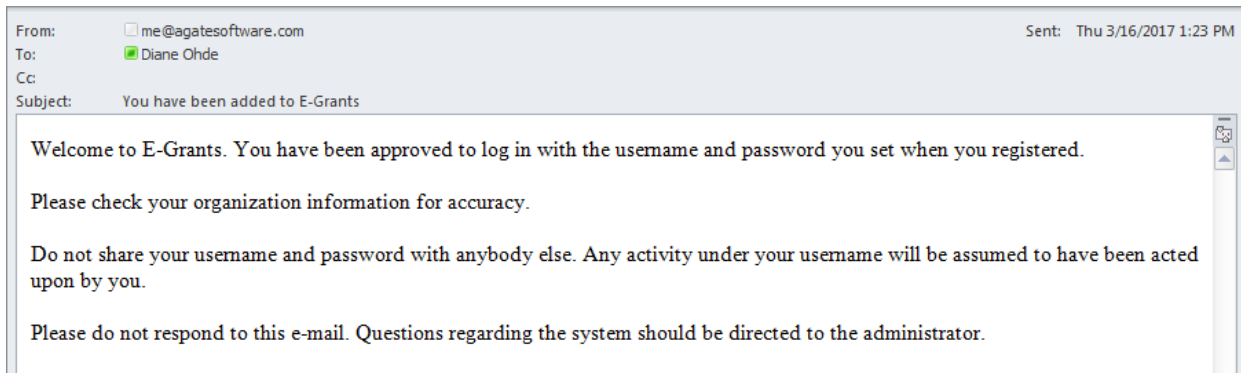 From: me@agatesoftware.com Sent: Thu 3/16/2017 1:23 PM
To: Diane Ohde
Cc:
Subject: You have been added to E-Grants
Welcome to E-Grants. You have been approved to log in with the username and password you set when you registered.
Please check your organization information for accuracy.
Do not share your username and password with anybody else. Any activity under your username will be assumed to have been acted
upon by you.
Please do not respond to this e-mail. Questions regarding the system should be directed to the administrator.